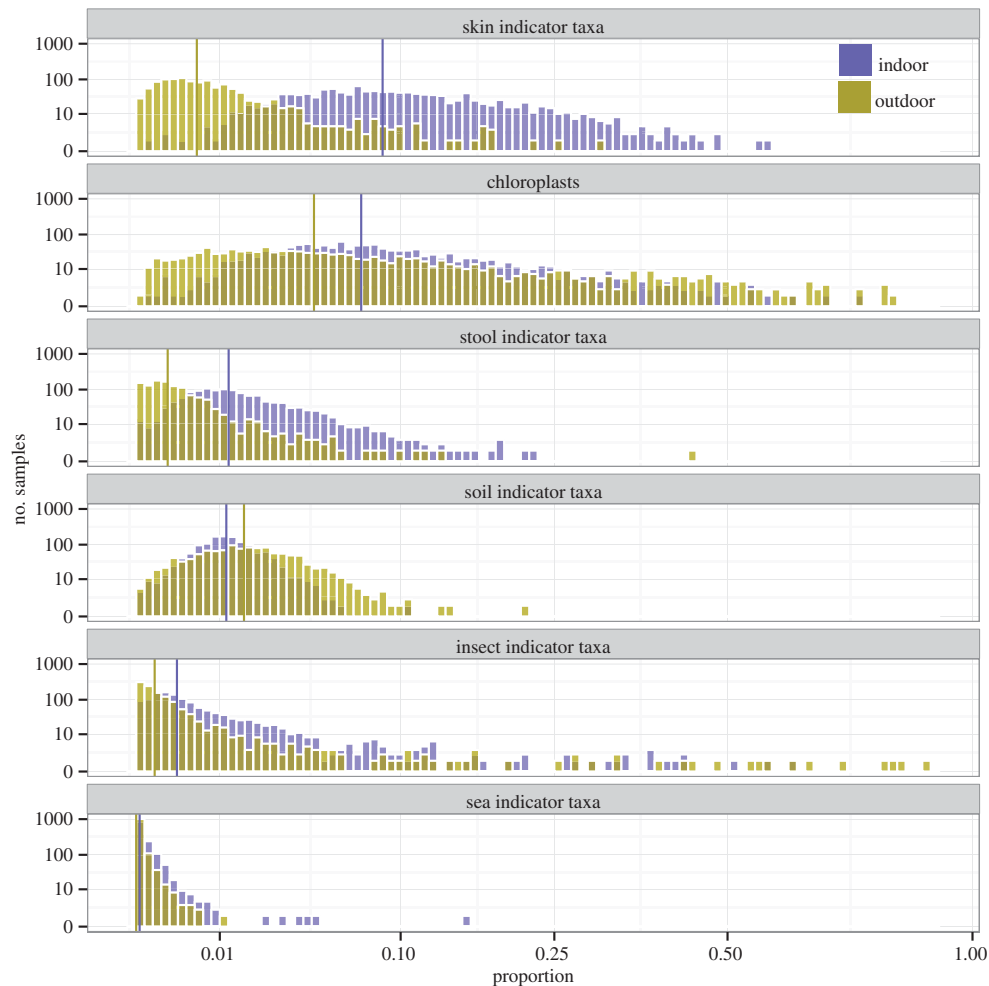 skin indicator taxa
1000
100
10
0
indoor
outdoor
chloroplasts
1000
100
10
0
stool indicator taxa
1000
100
10
0
soil indicator taxa
1000
100
10
0
insect indicator taxa
1000
100
10
0
sea indicator taxa
1000
100
10
0
no. samples
0.01 0.10 0.25 0.50 1.00
proportion